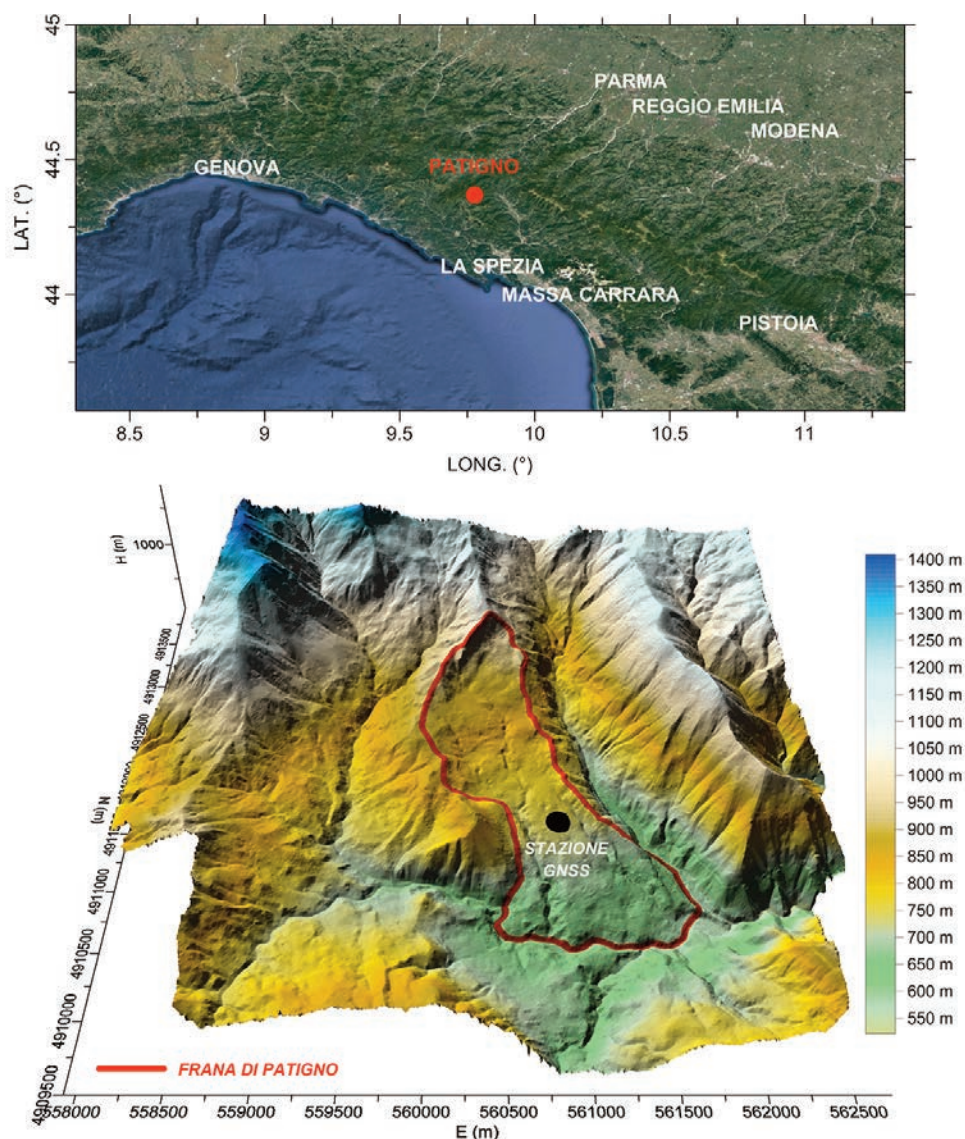 45
44.5
44
LAT. (°)
PARMA
REGGIO EMILIA
MODENA
GENOVA
PATIGNO
LA SPEZIA
MASSA CARRARA
PISTOIA
8.5 9 9.5 10 10.5 11
LONG. (°)
H (m)
1000
4913500
4913000
4912500
N (m)
4911000
4910500
4910000
4909500
STAZIONE
GNSS
1400 m
1350 m
1300 m
1200 m
1150 m
1100 m
1050 m
1000 m
950 m
900 m
850 m
800 m
750 m
700 m
650 m
600 m
550 m
FRANA DI PATIGNO
558000 558500 559000 559500 560000 560500 561000 561500 562000 562500
E (m)